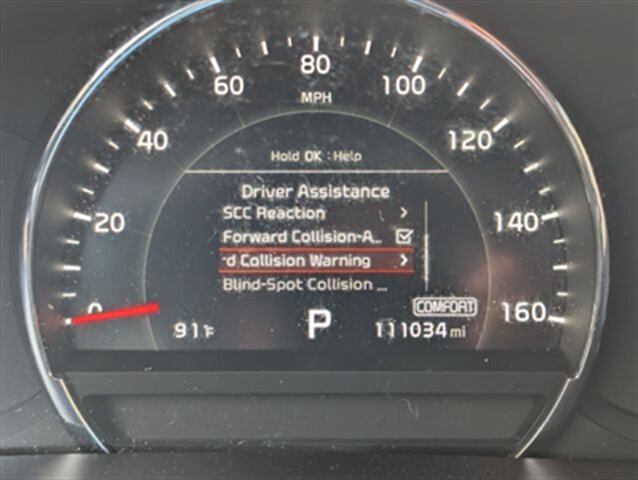 80
60 100
MPH
40 120
Hold OK : Help
Driver Assistance
SCC Reaction >
20 Forward Collision-A... 140
d Collision Warning >
Blind-Spot Collision ...
COMFORT
0 160
91°F P 111034 mi